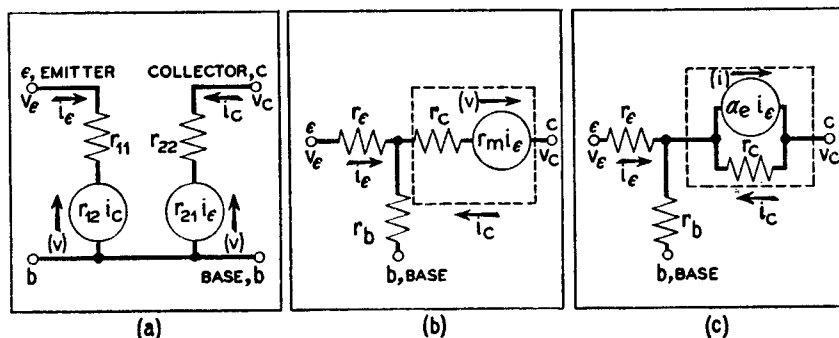 ε, EMITTER COLLECTOR, c
vε iε ic vc
r11 r22
r12 ic r21 iε
(v) (v)
b BASE, b
(a)
(v)
ε rε rc rm iε c
vε iε vc
rb ic
b, BASE
(b)
(i)
αe iε
ε rε rc c
vε iε vc
ic
rb
b, BASE
(c)